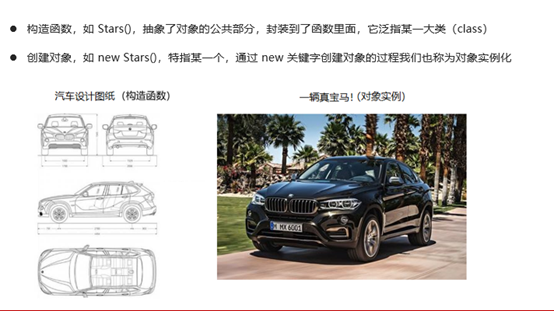 构造函数，如 Stars()，抽象了对象的公共部分，封装到了函数里面，它泛指某一大类（class）
创建对象，如 new Stars()，特指某一个，通过 new 关键字创建对象的过程我们也称为对象实例化
汽车设计图纸（构造函数）
一辆真宝马！（对象实例）
M MX 6001